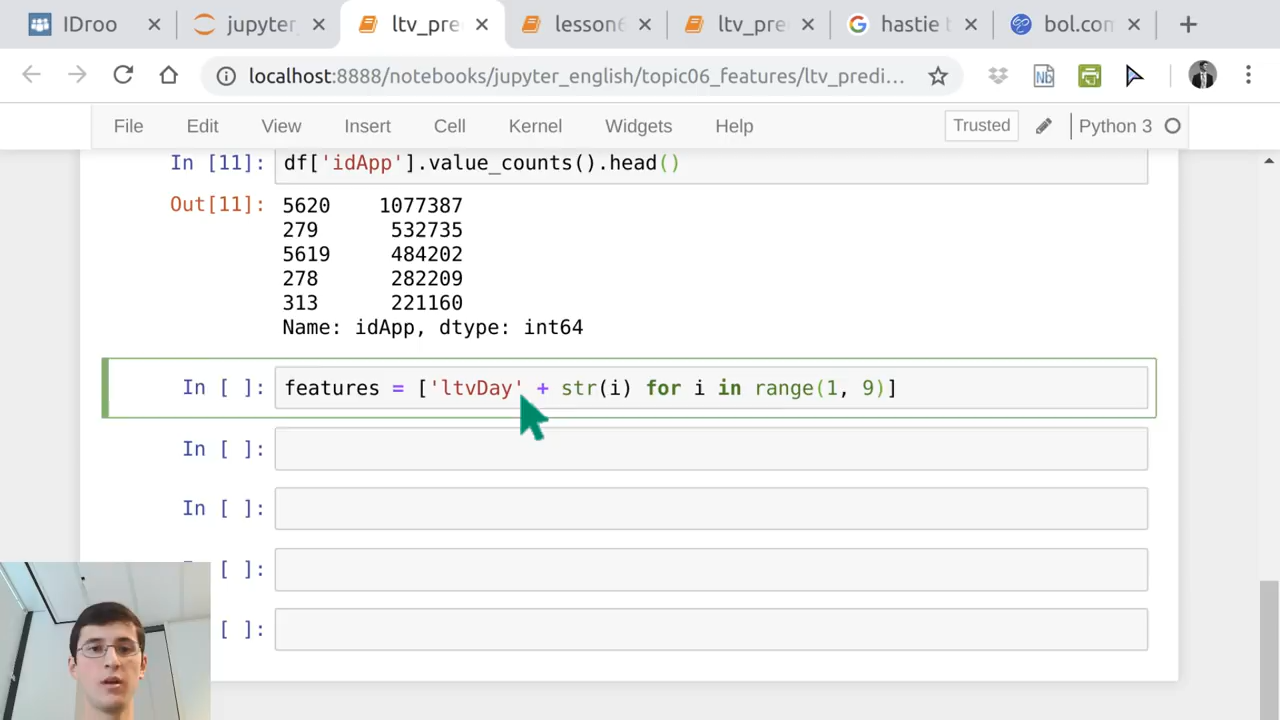 IDroo
jupyter_
ltv_pre
lesson6
ltv_pre
hastie t
bol.com
localhost:8888/notebooks/jupyter_english/topic06_features/ltv_predi…
File Edit View Insert Cell Kernel Widgets Help Trusted Python 3
In [11]: df['idApp'].value_counts().head()
Out[11]: 5620 1077387
279 532735
5619 484202
278 282209
313 221160
Name: idApp, dtype: int64
In [ ]: features = ['ltvDay' + str(i) for i in range(1, 9)]
In [ ]:
In [ ]:
[ ]:
[ ]: